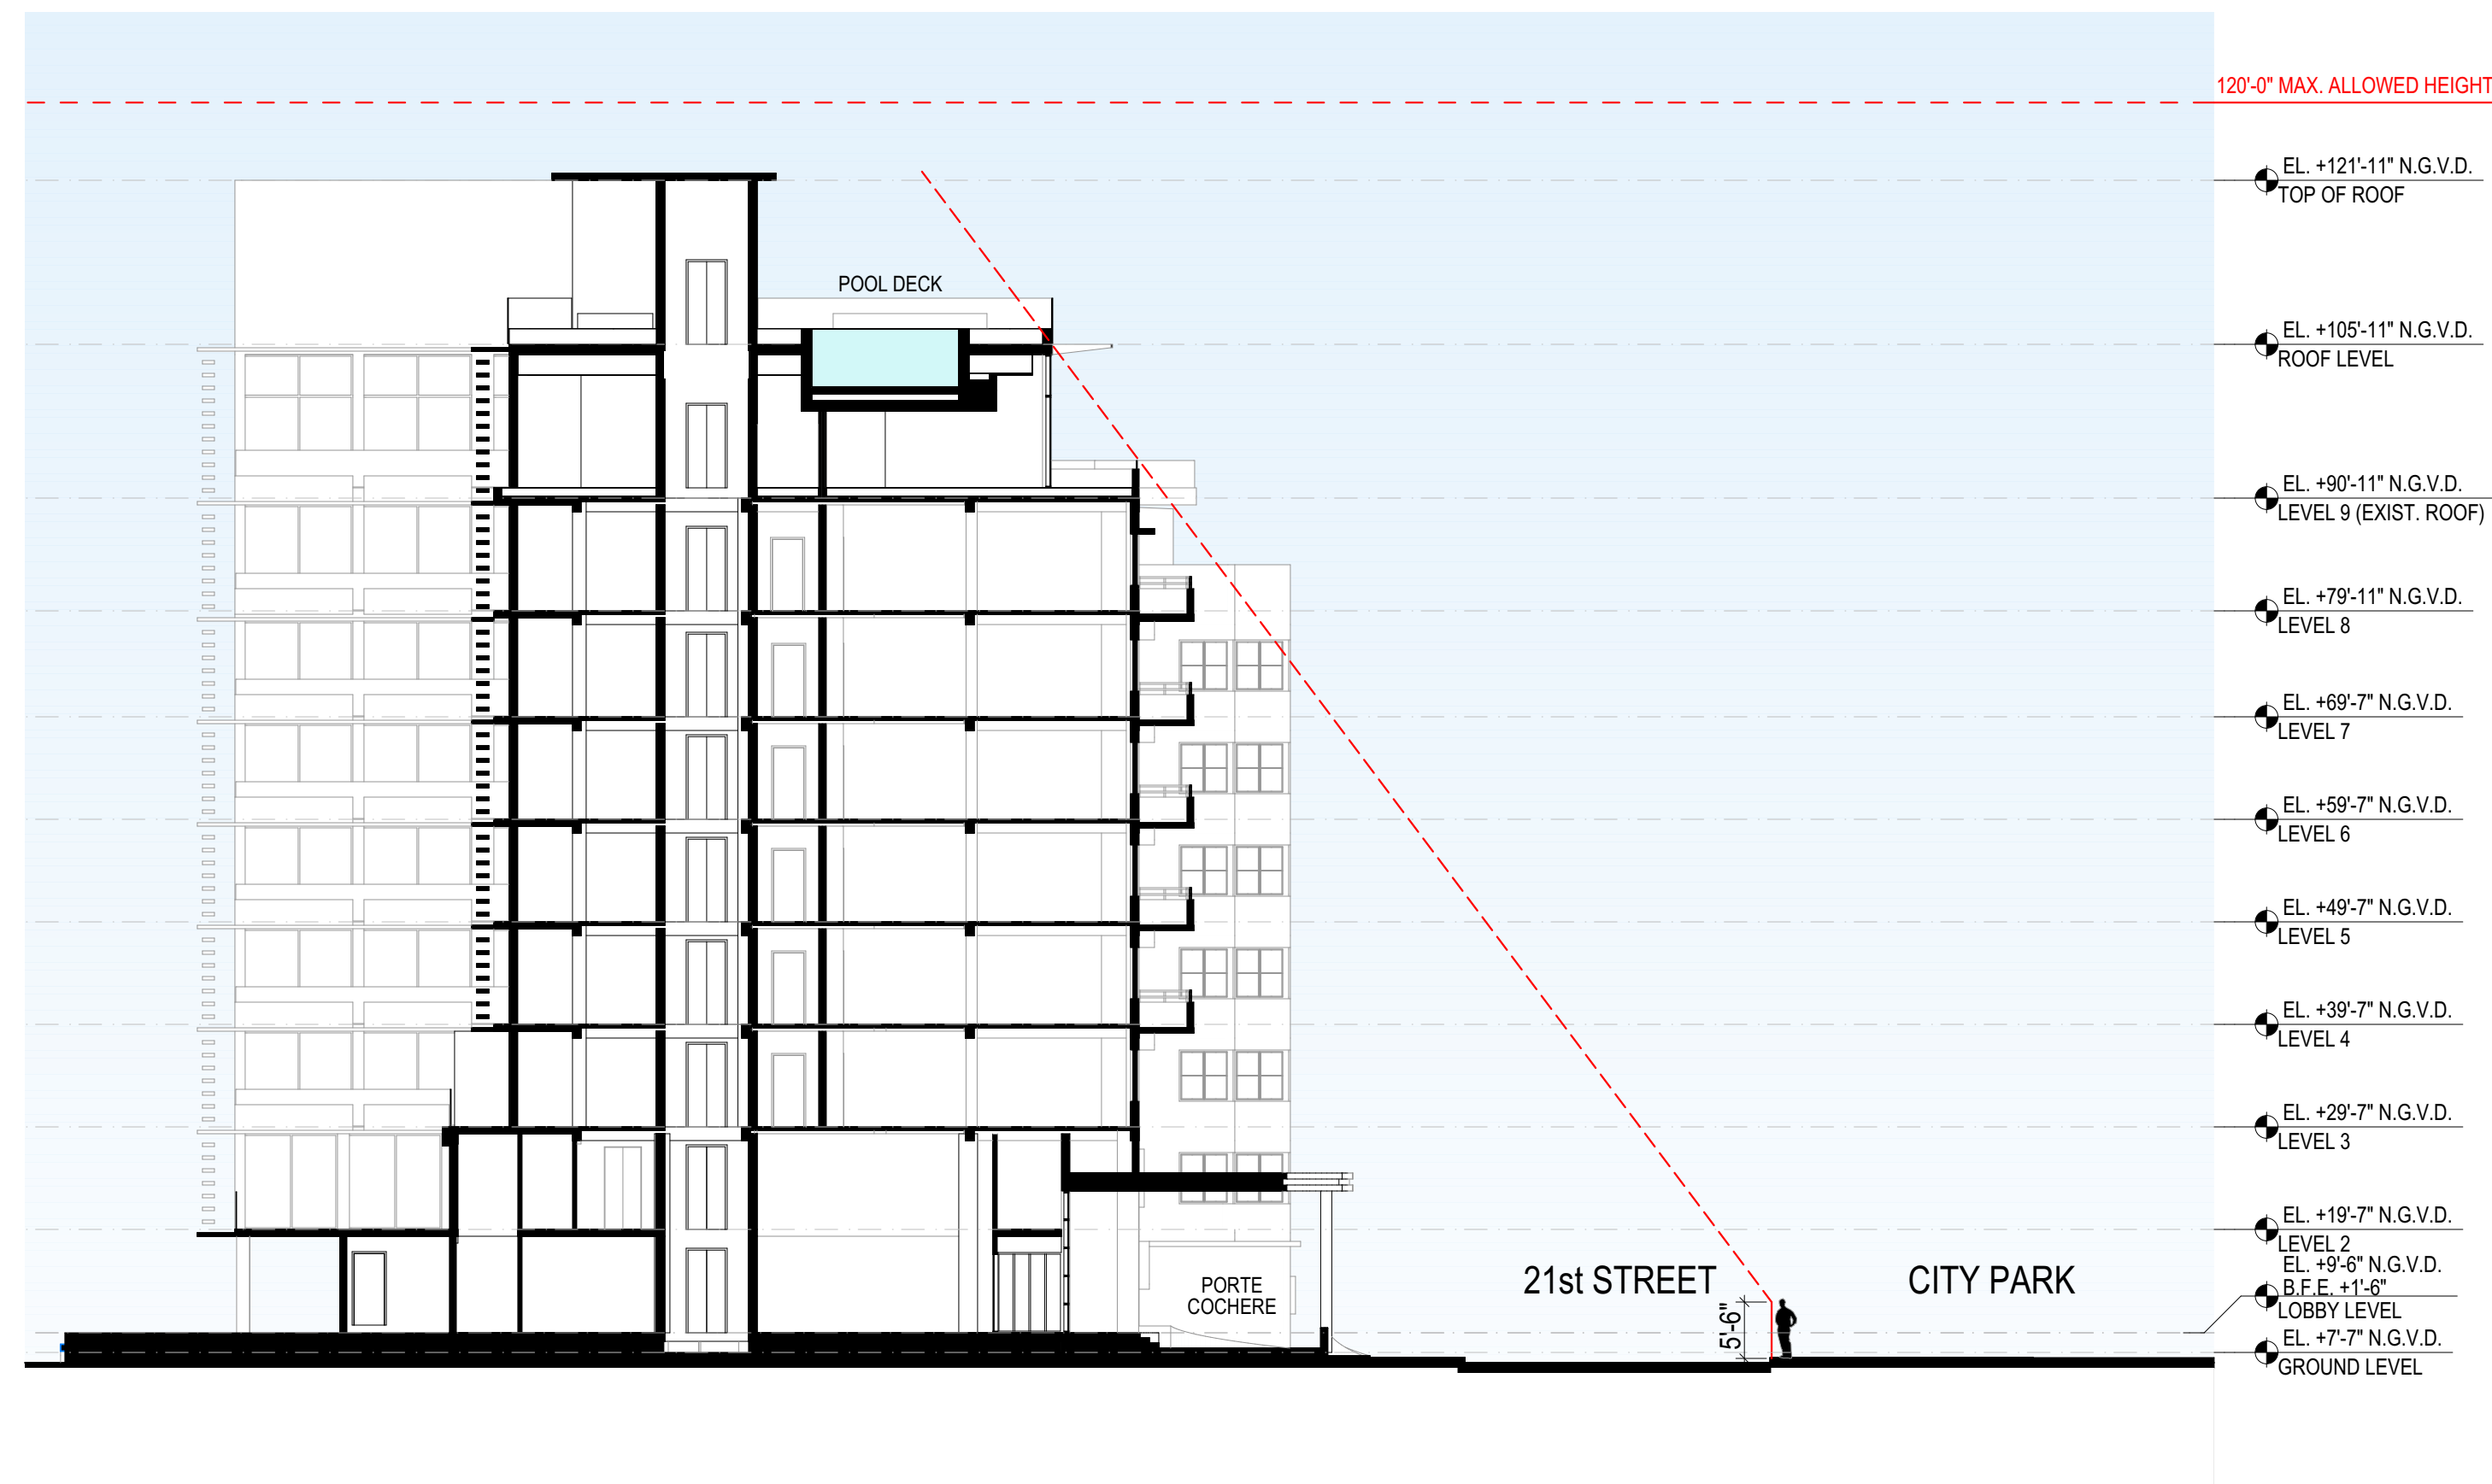 120'-0" MAX. ALLOWED HEIGHT
EL. +121'-11" N.G.V.D.
TOP OF ROOF
POOL DECK
EL. +105'-11" N.G.V.D.
ROOF LEVEL
EL. +90'-11" N.G.V.D.
LEVEL 9 (EXIST. ROOF)
EL. +79'-11" N.G.V.D.
LEVEL 8
EL. +69'-7" N.G.V.D.
LEVEL 7
EL. +59'-7" N.G.V.D.
LEVEL 6
EL. +49'-7" N.G.V.D.
LEVEL 5
EL. +39'-7" N.G.V.D.
LEVEL 4
EL. +29'-7" N.G.V.D.
LEVEL 3
EL. +19'-7" N.G.V.D.
LEVEL 2
EL. +9'-6" N.G.V.D.
B.F.E. +1'-6"
LOBBY LEVEL
EL. +7'-7" N.G.V.D.
GROUND LEVEL
PORTE
COCHERE
21st STREET
5'-6"
CITY PARK